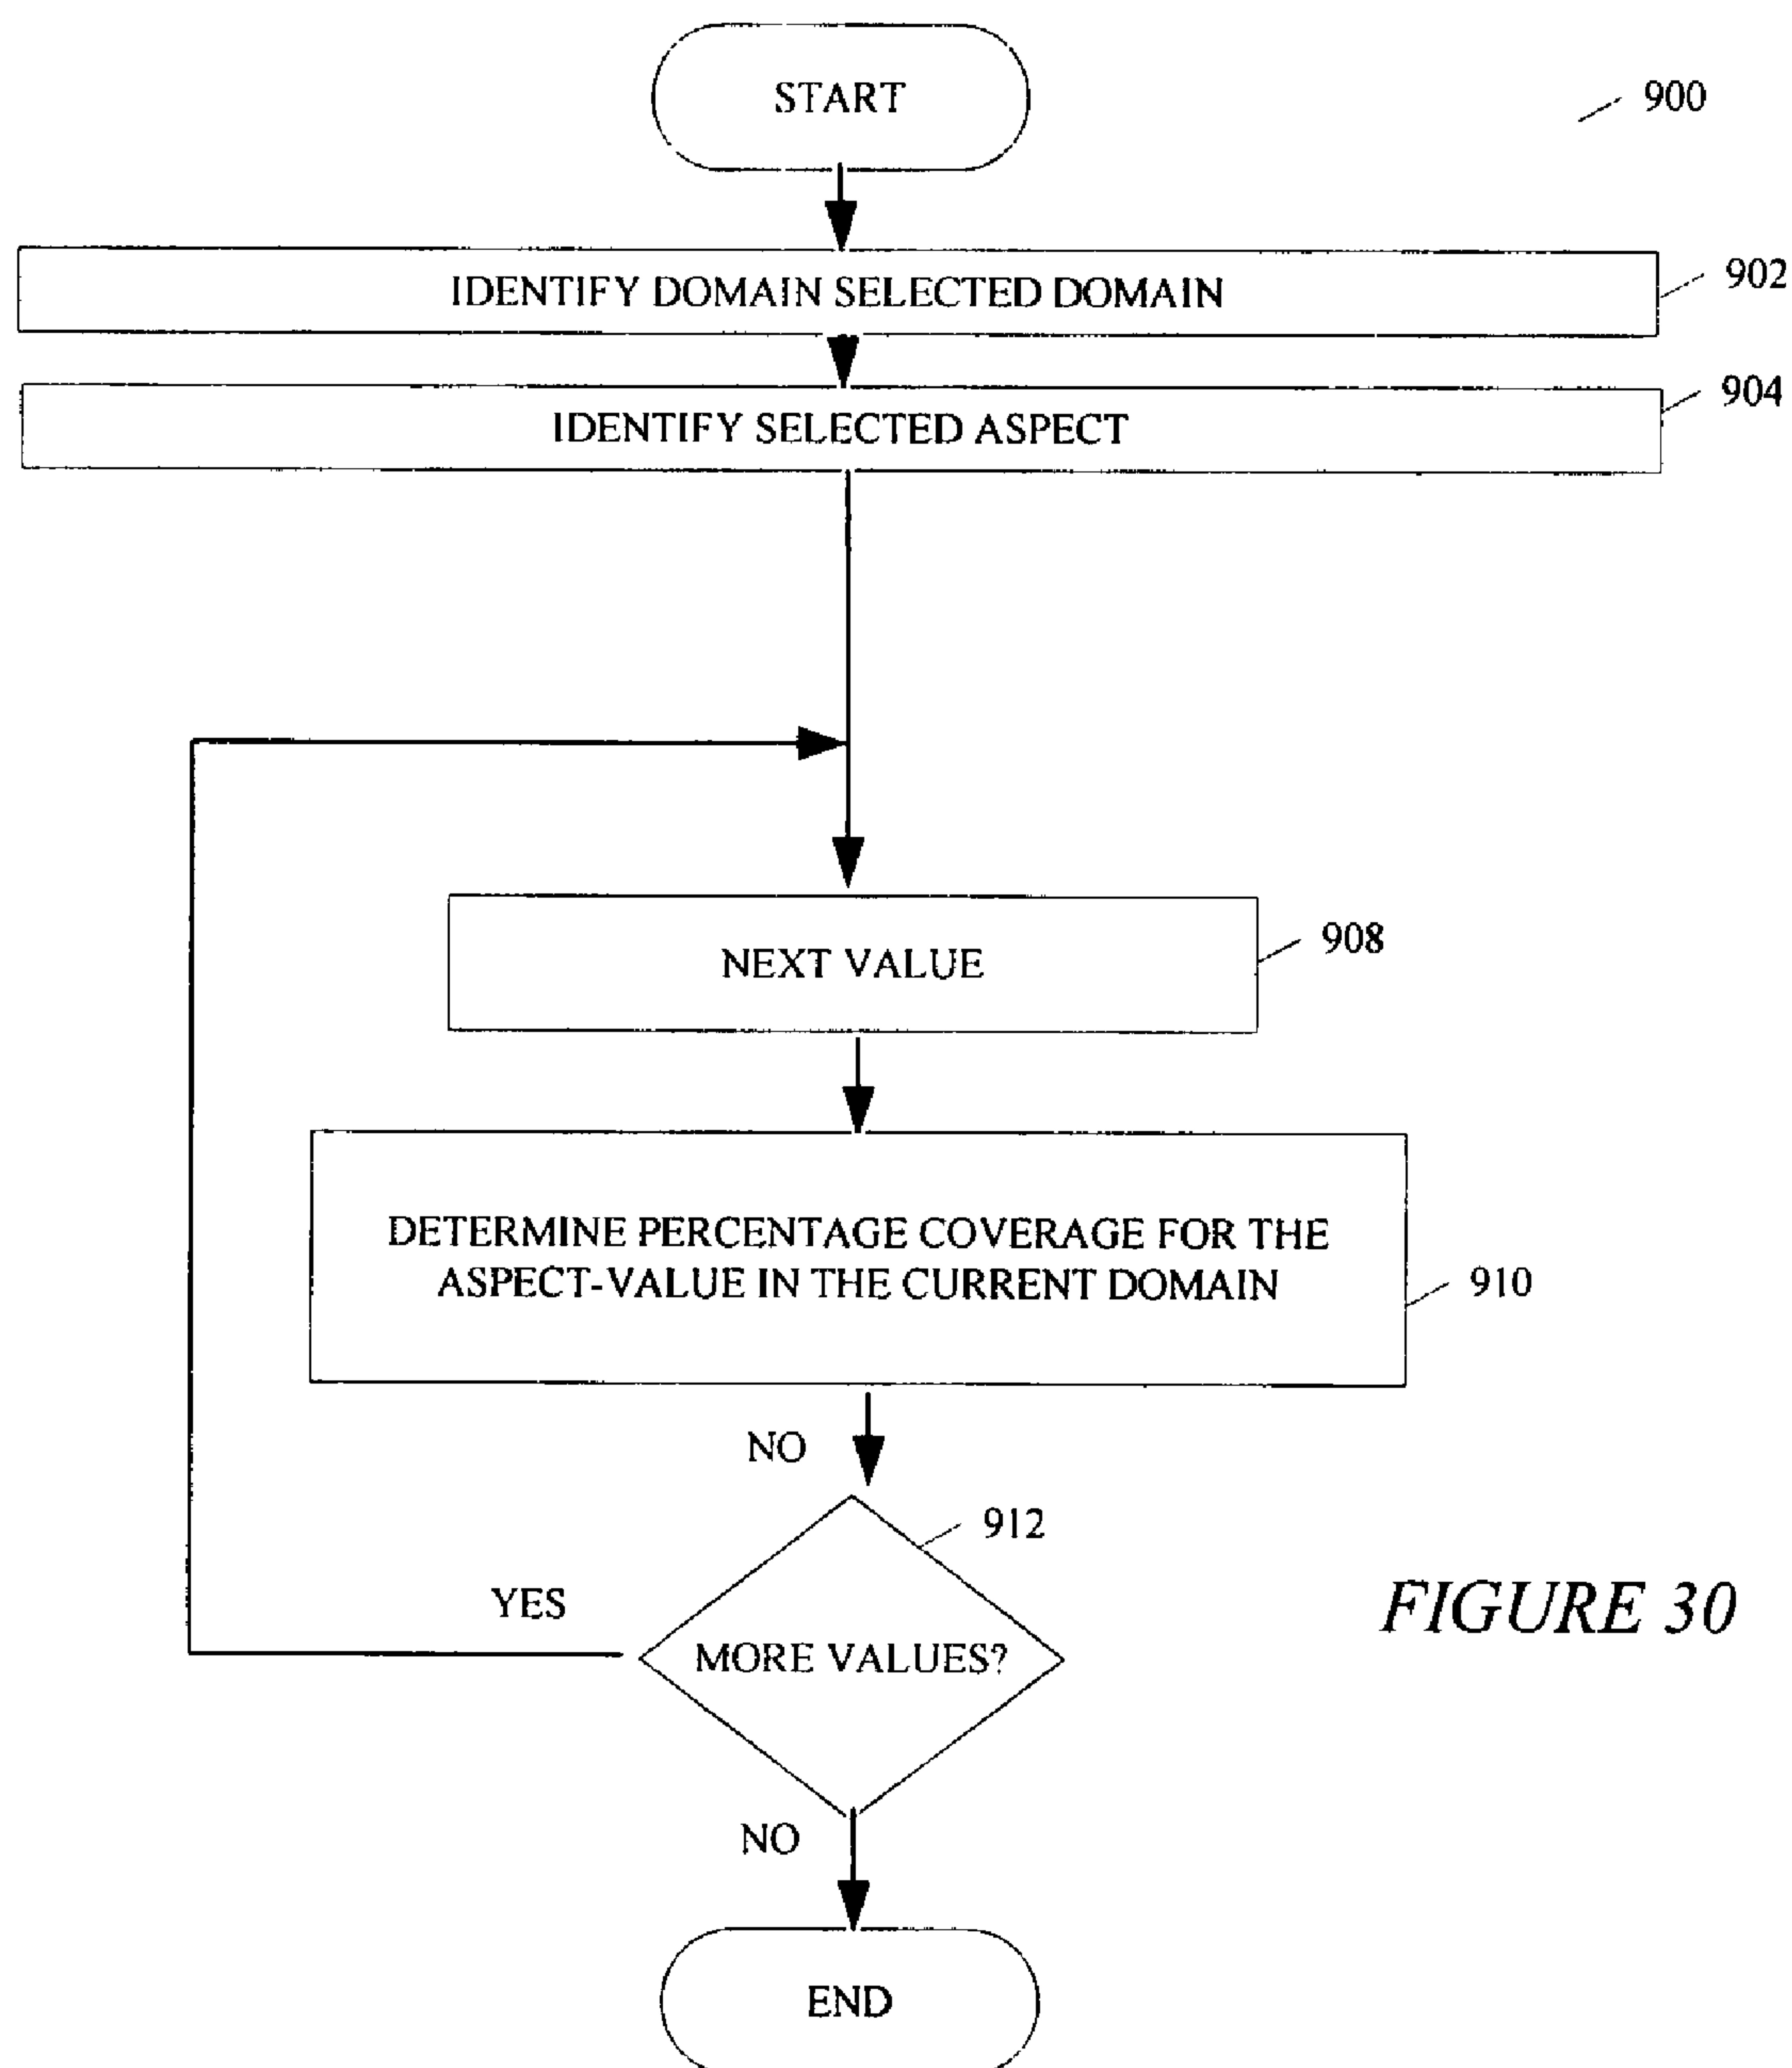 START
900
IDENTIFY DOMAIN SELECTED DOMAIN
902
IDENTIFY SELECTED ASPECT
904
NEXT VALUE
908
DETERMINE PERCENTAGE COVERAGE FOR THE
ASPECT-VALUE IN THE CURRENT DOMAIN
910
NO
912
YES
MORE VALUES?
FIGURE 30
NO
END